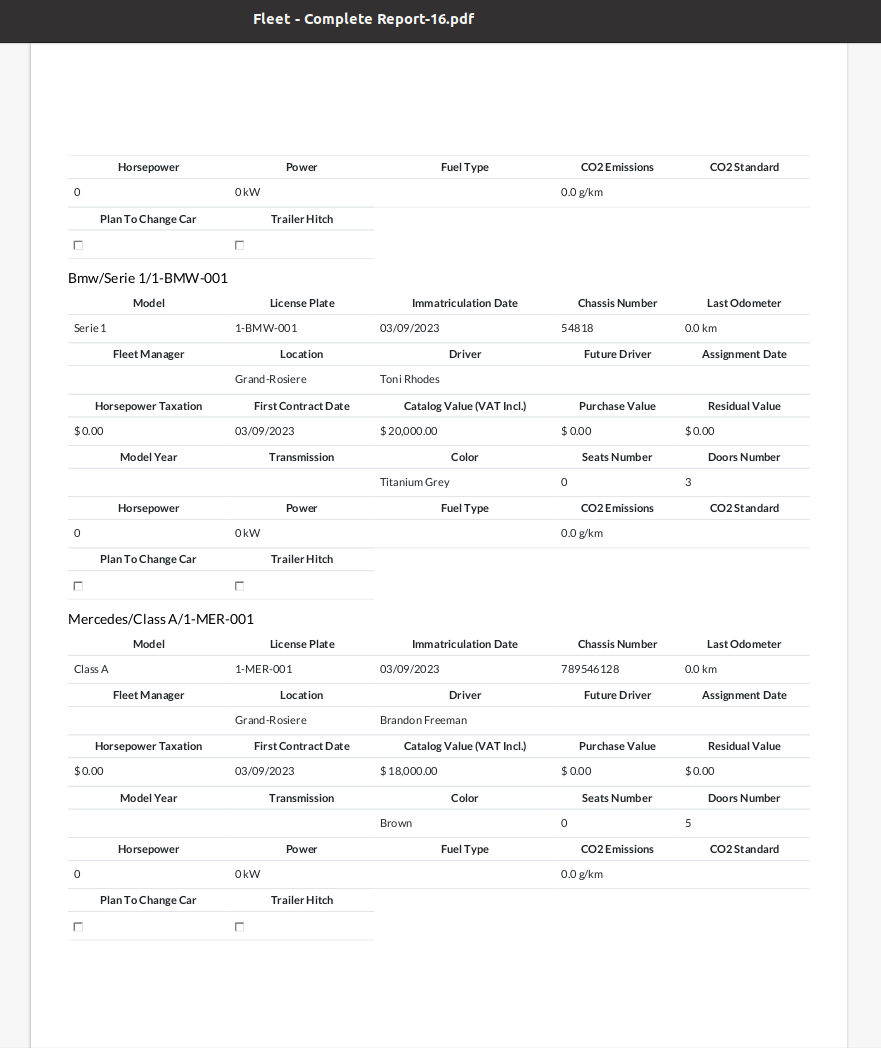 Fleet - Complete Report-16.pdf
Horsepower Power Fuel Type CO2 Emissions CO2 Standard
0 0 kW 0.0 g/km
Plan To Change Car Trailer Hitch
Bmw/Serie 1/1-BMW-001
Model License Plate Immatriculation Date Chassis Number Last Odometer
Serie 1 1-BMW-001 03/09/2023 54818 0.0 km
Fleet Manager Location Driver Future Driver Assignment Date
Grand-Rosiere Toni Rhodes
Horsepower Taxation First Contract Date Catalog Value (VAT Incl.) Purchase Value Residual Value
$ 0.00 03/09/2023 $ 20,000.00 $ 0.00 $ 0.00
Model Year Transmission Color Seats Number Doors Number
Titanium Grey 0 3
Horsepower Power Fuel Type CO2 Emissions CO2 Standard
0 0 kW 0.0 g/km
Plan To Change Car Trailer Hitch
Mercedes/Class A/1-MER-001
Model License Plate Immatriculation Date Chassis Number Last Odometer
Class A 1-MER-001 03/09/2023 789546128 0.0 km
Fleet Manager Location Driver Future Driver Assignment Date
Grand-Rosiere Brandon Freeman
Horsepower Taxation First Contract Date Catalog Value (VAT Incl.) Purchase Value Residual Value
$ 0.00 03/09/2023 $ 18,000.00 $ 0.00 $ 0.00
Model Year Transmission Color Seats Number Doors Number
Brown 0 5
Horsepower Power Fuel Type CO2 Emissions CO2 Standard
0 0 kW 0.0 g/km
Plan To Change Car Trailer Hitch